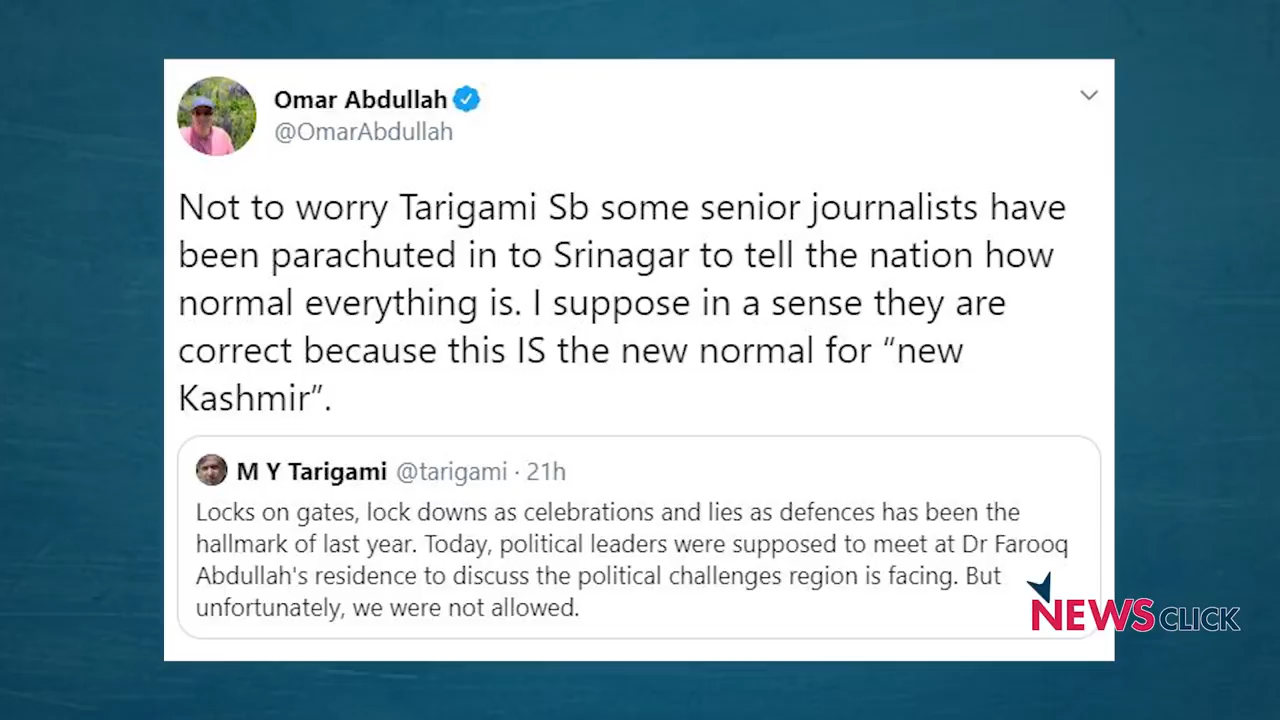 Omar Abdullah
@OmarAbdullah
Not to worry Tarigami Sb some senior journalists have
been parachuted in to Srinagar to tell the nation how
normal everything is. I suppose in a sense they are
correct because this IS the new normal for “new
Kashmir”.
M Y Tarigami @tarigami · 21h
Locks on gates, lock downs as celebrations and lies as defences has been the
hallmark of last year. Today, political leaders were supposed to meet at Dr Farooq
Abdullah's residence to discuss the political challenges region is facing. But
unfortunately, we were not allowed.
NEWSCLICK